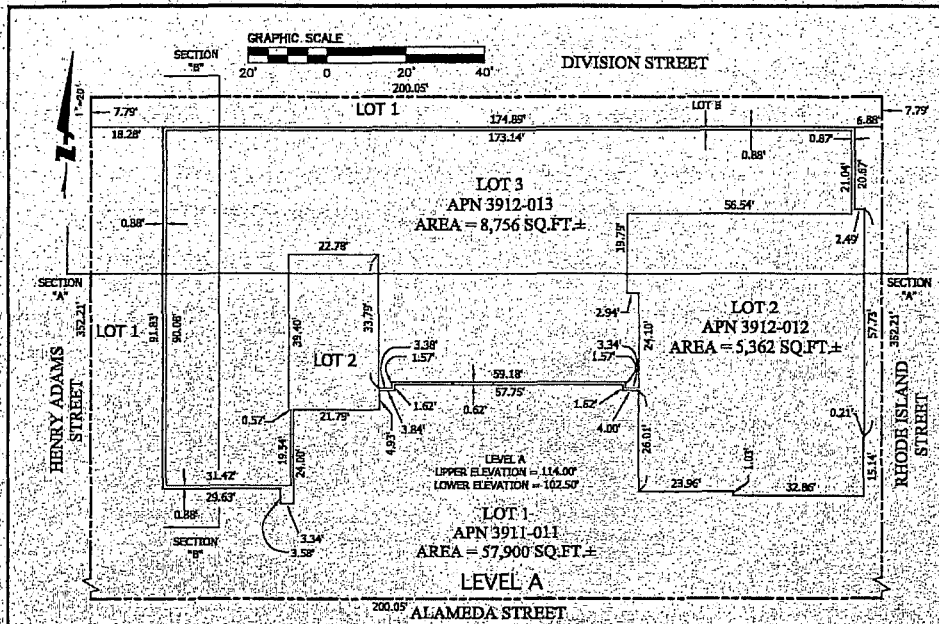 GRAPHIC SCALE
20' 0 20' 40'
1"=20'
SECTION
"B"
DIVISION STREET
200.05'
7.79'
LOT 1
LOT B
7.79'
18.28'
174.89'
173.14'
6.88'
0.87'
0.88'
21.04'
20.67'
LOT 3
APN 3912-013
AREA = 8,756 SQ.FT.±
56.54'
2.49'
0.88'
22.78'
19.79'
SECTION
"A"
SECTION
"A"
352.21'
LOT 1
91.83'
90.08'
39.40'
33.79'
LOT 2
2.94'
24.10'
LOT 2
APN 3912-012
AREA = 5,362 SQ.FT.±
57.73'
352.21'
HENRY ADAMS
STREET
RHODE ISLAND
STREET
3.38'
1.57'
59.18'
57.75'
3.34'
1.57'
1.62'
0.62'
1.62'
3.84'
4.00'
0.57'
21.79'
4.93'
0.21'
19.54'
24.00'
26.01'
LEVEL A
UPPER ELEVATION = 114.00'
LOWER ELEVATION = 102.50'
1.03'
15.14'
31.42'
29.63'
23.96'
32.86'
0.88'
LOT 1
APN 3911-011
AREA = 57,900 SQ.FT.±
3.34'
3.58'
SECTION
"B"
LEVEL A
200.05'
ALAMEDA STREET